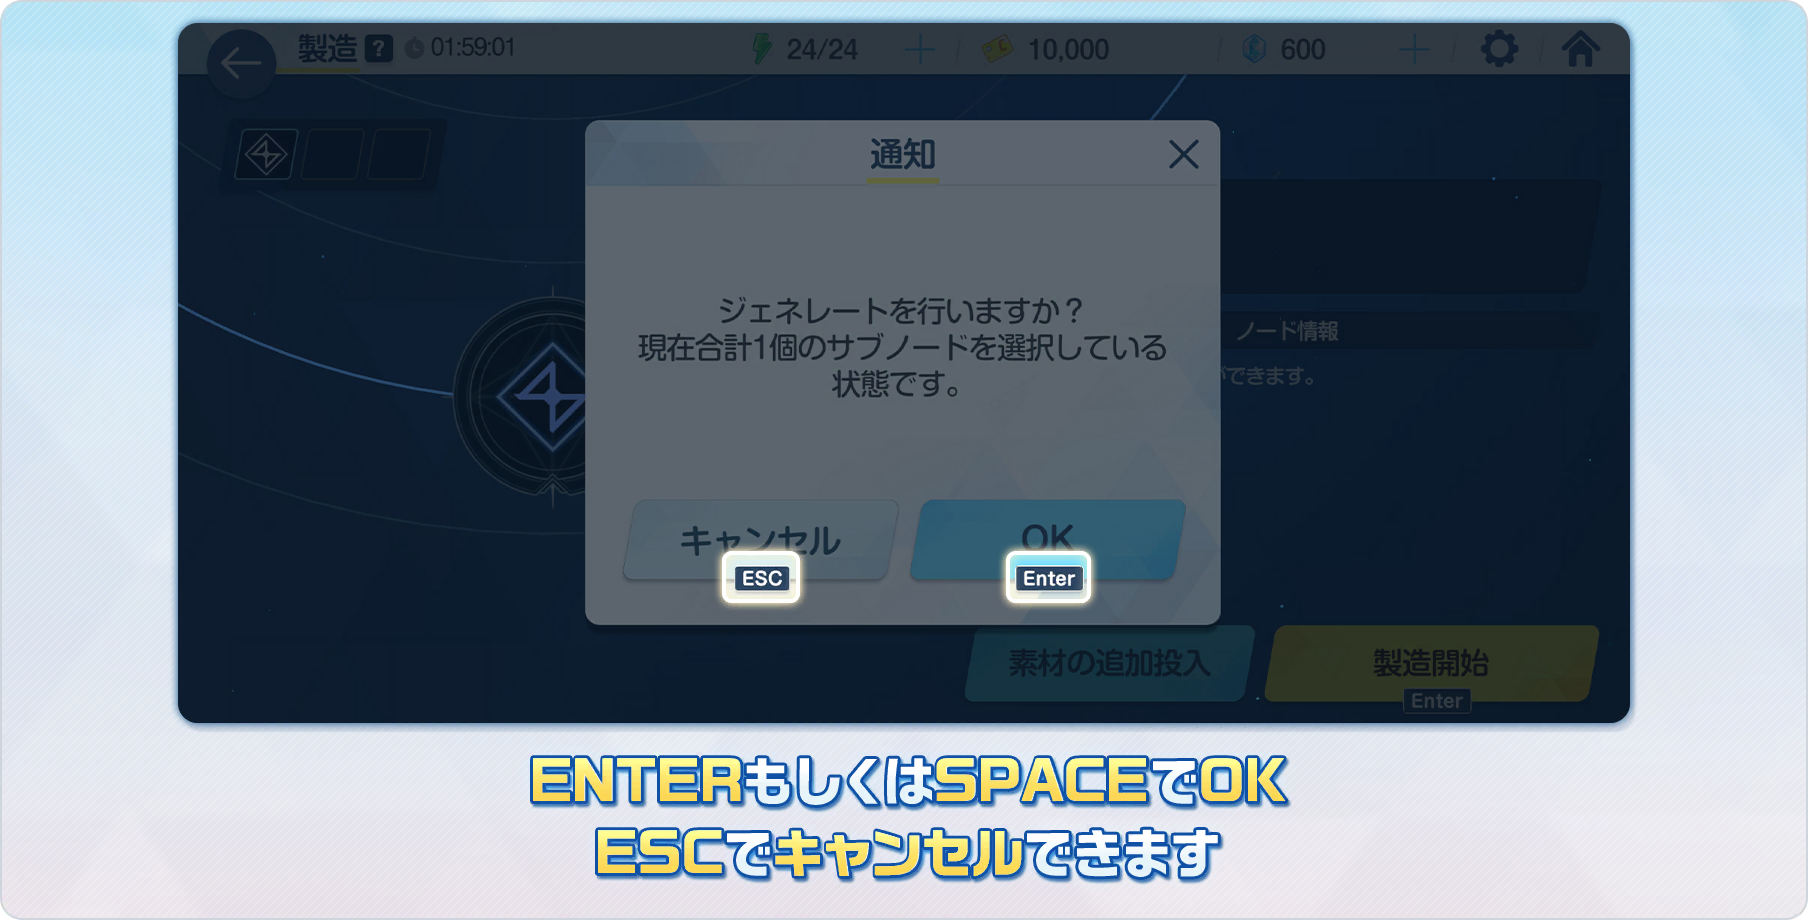 製造 ? 01:59:01 24/24 10,000 600
通知
ジェネレートを行いますか？
現在合計1個のサブノードを選択している
状態です。
ノード情報
ができます。
キャンセル
ESC
OK
Enter
素材の追加投入
製造開始
Enter
ENTERもしくはSPACEでOK
ESCでキャンセルできます